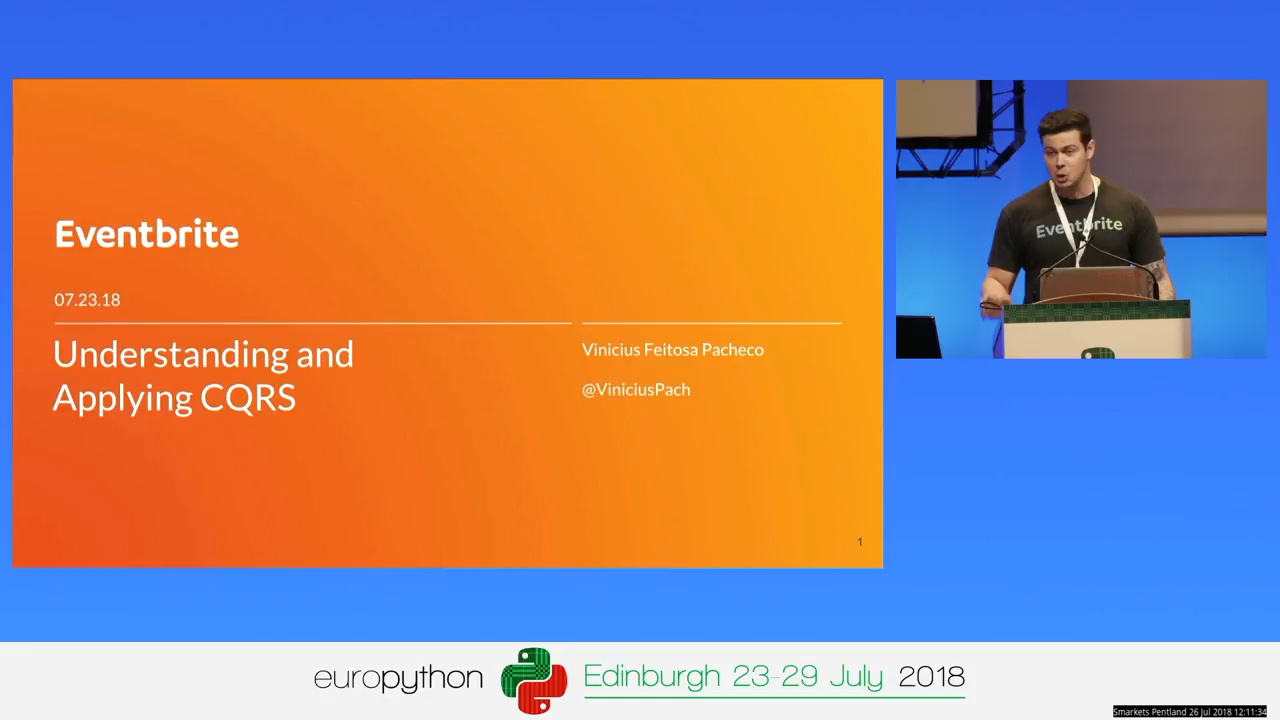 Eventbrite
07.23.18
Understanding and
Applying CQRS
Vinicius Feitosa Pacheco
@ViniciusPach
1
Eventbrite
europython
Edinburgh 23-29 July 2018
Smarkets Pentland 26 Jul 2018 12:11:34